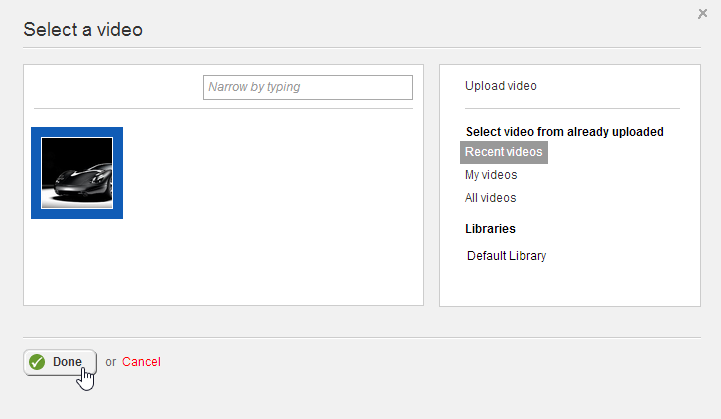 Select a video
Narrow by typing
Upload video
Select video from already uploaded
Recent videos
My videos
All videos
Libraries
Default Library
Done or Cancel